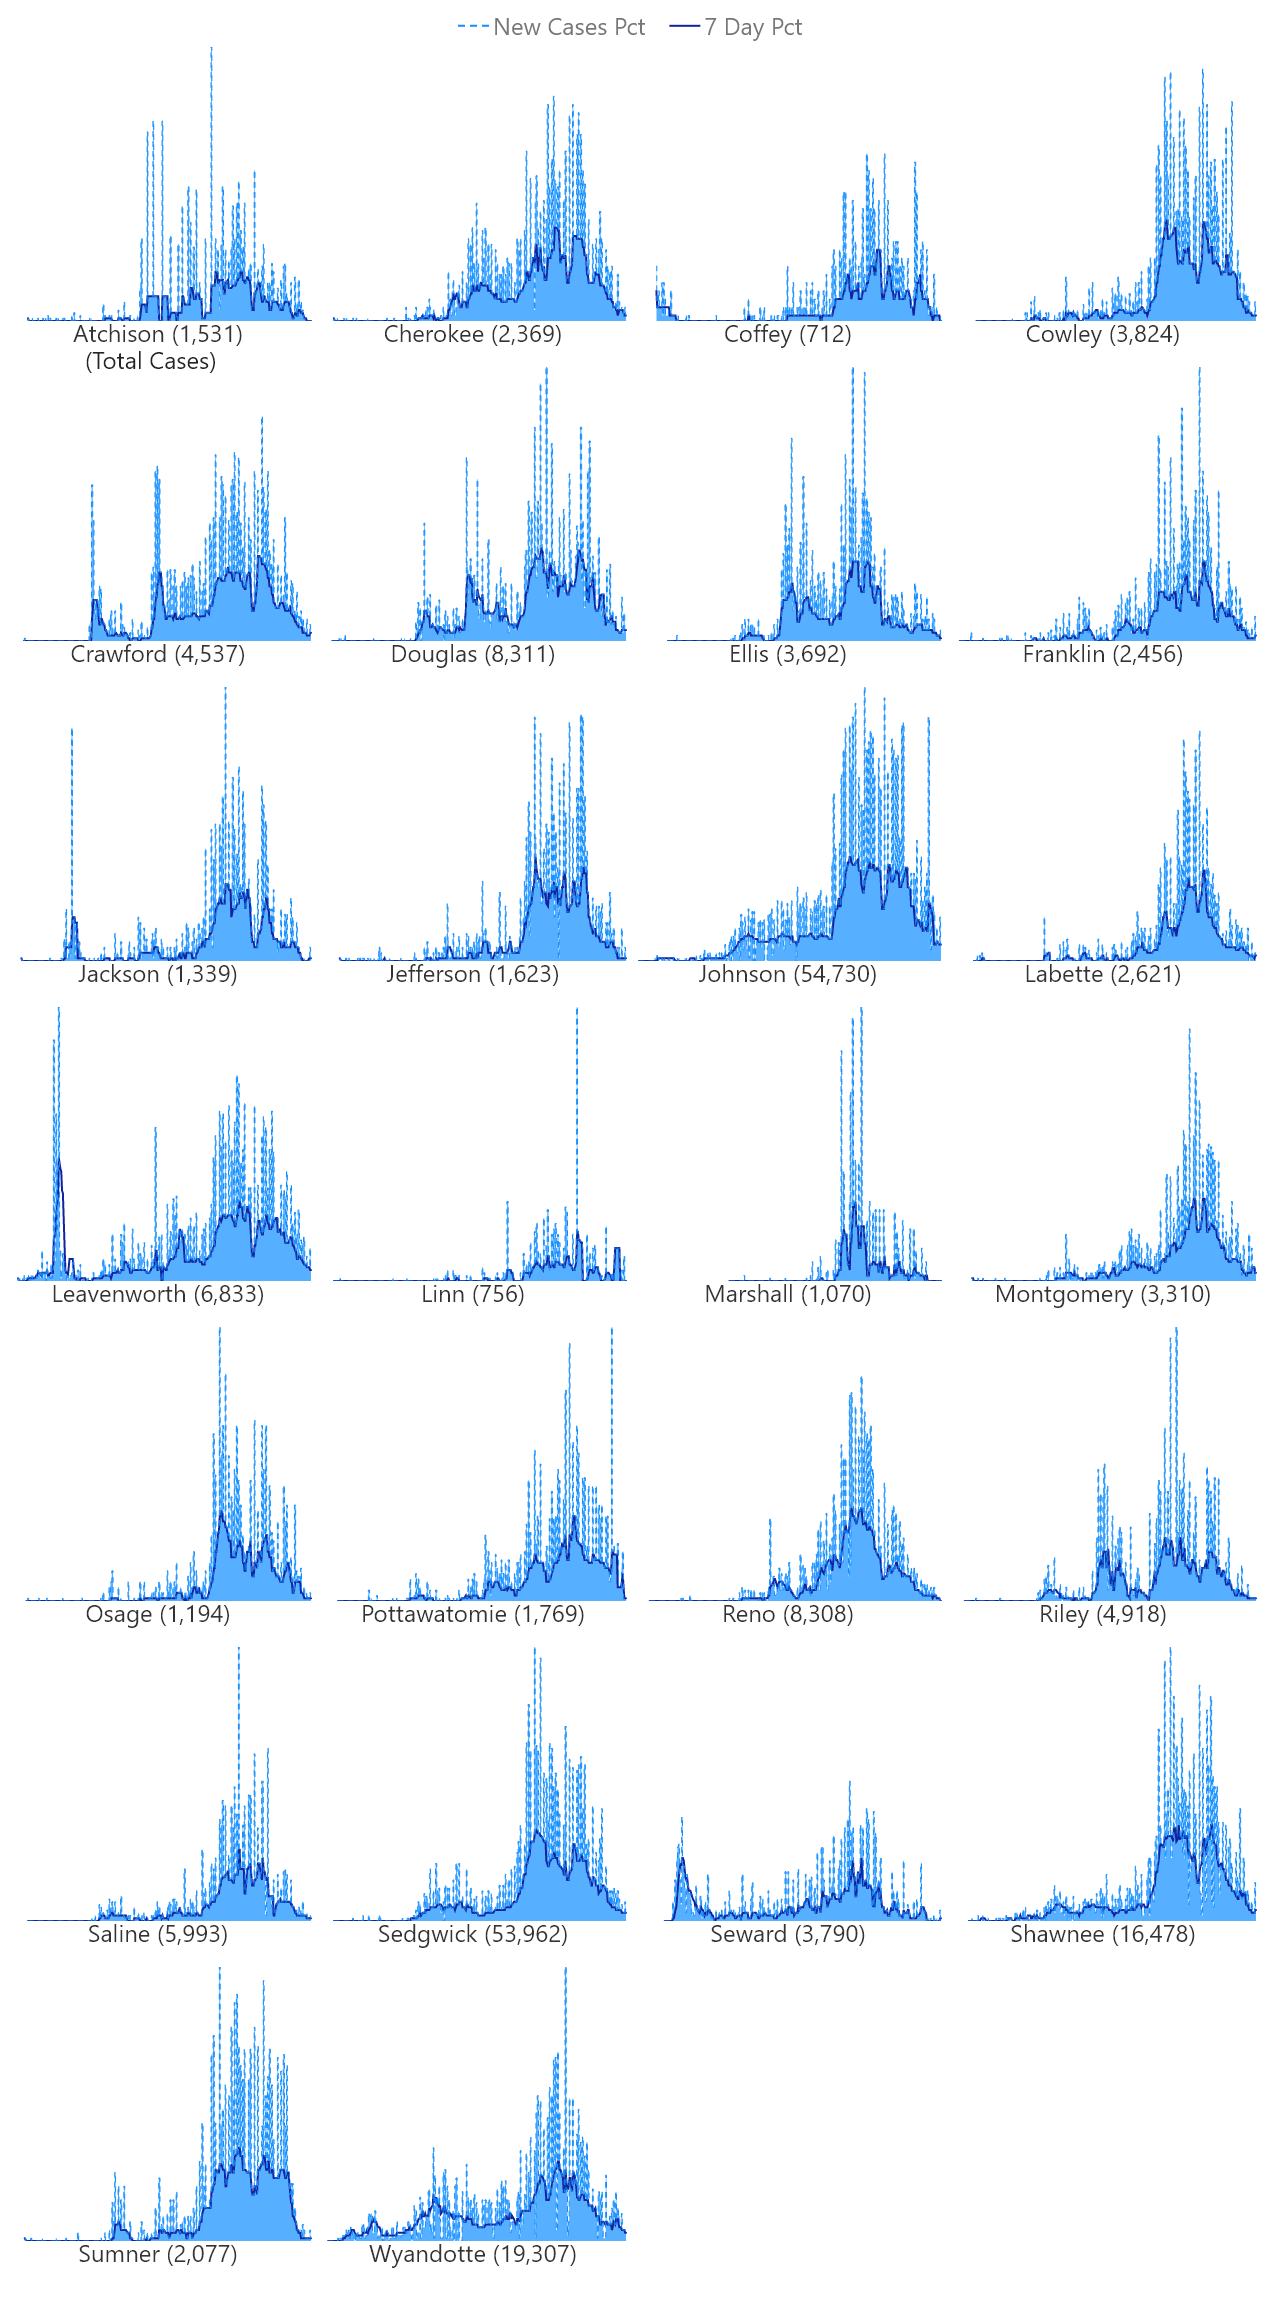 New Cases Pct 7 Day Pct
Atchison (1,531) Cherokee (2,369) Coffey (712) Cowley (3,824)
(Total Cases)
Crawford (4,537) Douglas (8,311) Ellis (3,692) Franklin (2,456)
Jackson (1,339) Jefferson (1,623) Johnson (54,730) Labette (2,621)
Leavenworth (6,833) Linn (756) Marshall (1,070) Montgomery (3,310)
Osage (1,194) Pottawatomie (1,769) Reno (8,308) Riley (4,918)
Saline (5,993) Sedgwick (53,962) Seward (3,790) Shawnee (16,478)
Sumner (2,077) Wyandotte (19,307)